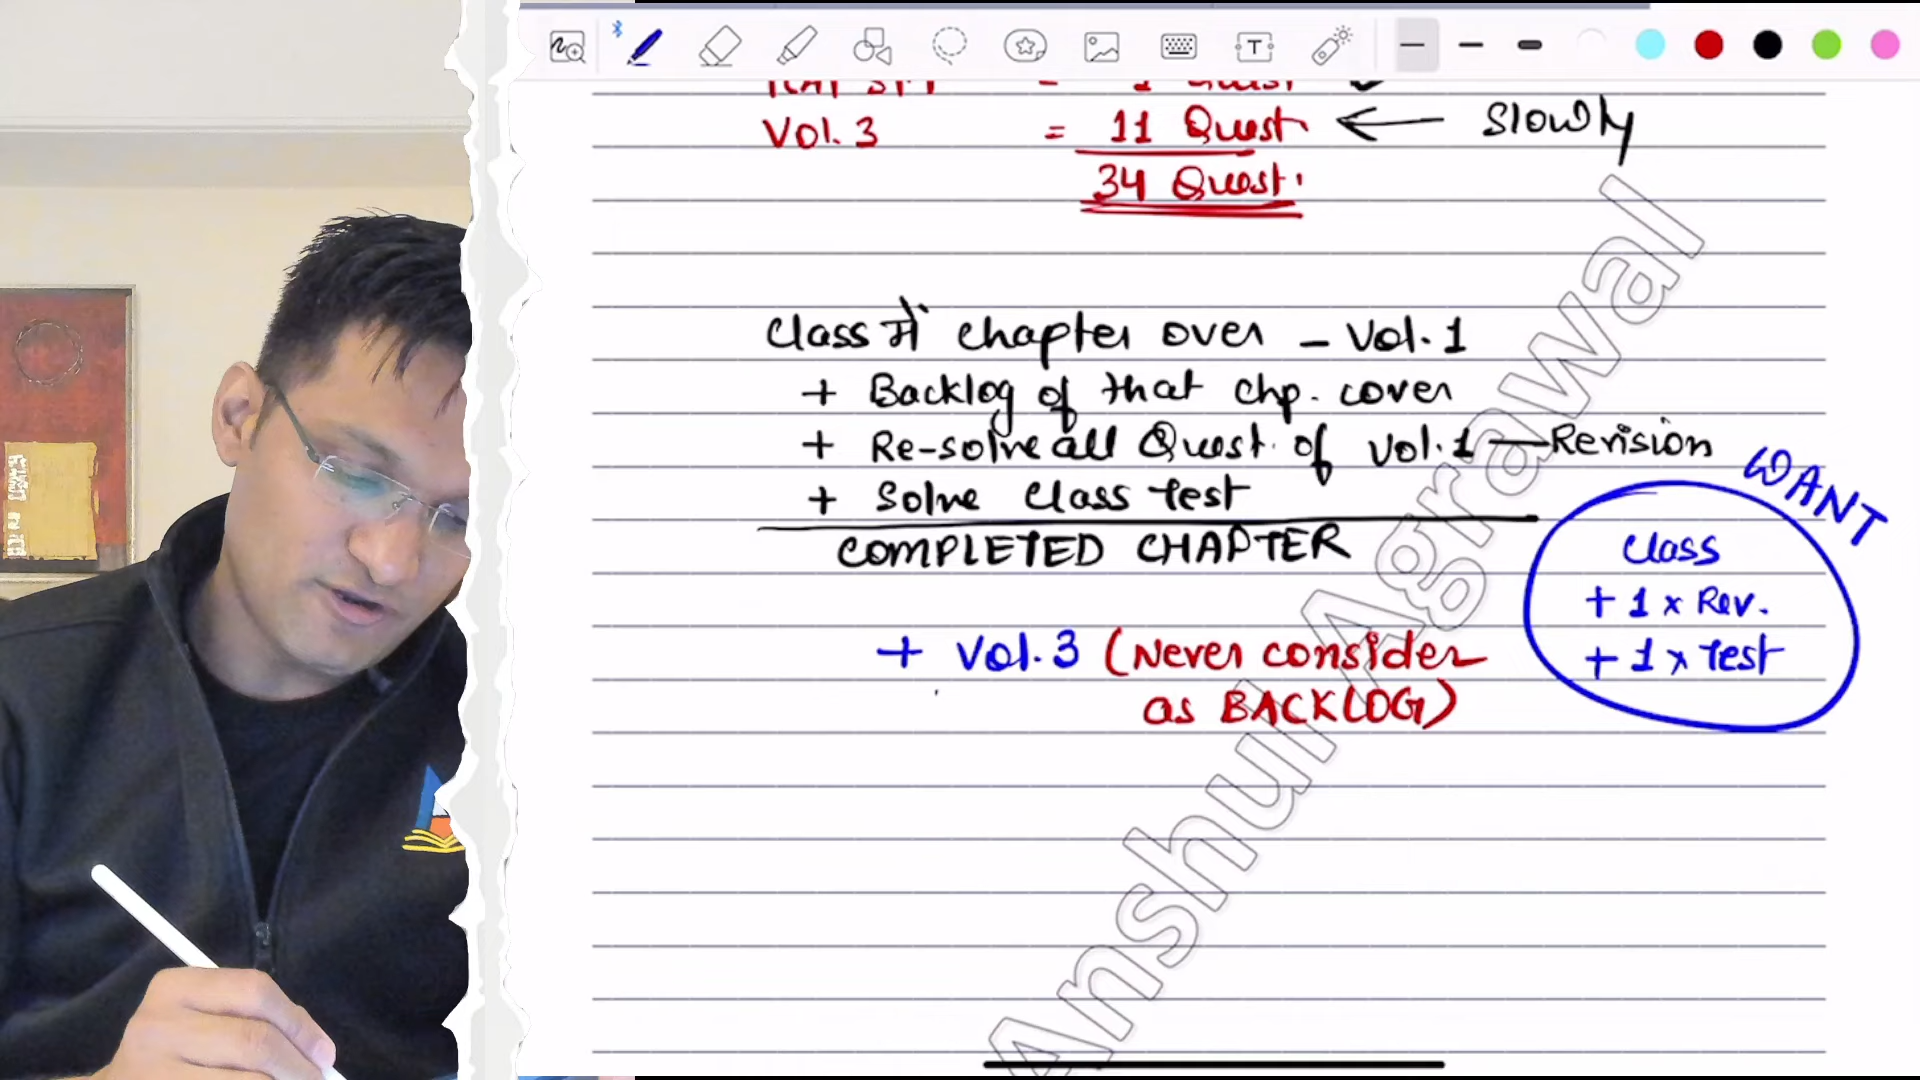 Vol. 3 = 11 Quest. ← Slowly
34 Quest.
Class में Chapter over – Vol. 1
+ Backlog of that Chp. cover
+ Re-solve all Quest. of Vol. 1 — Revision
+ Solve Class Test
COMPLETED CHAPTER
+ Vol. 3 (Never consider
as BACKLOG)
WANT
Class
+ 1 x Rev.
+ 1 x Test
Anshul Agrawal